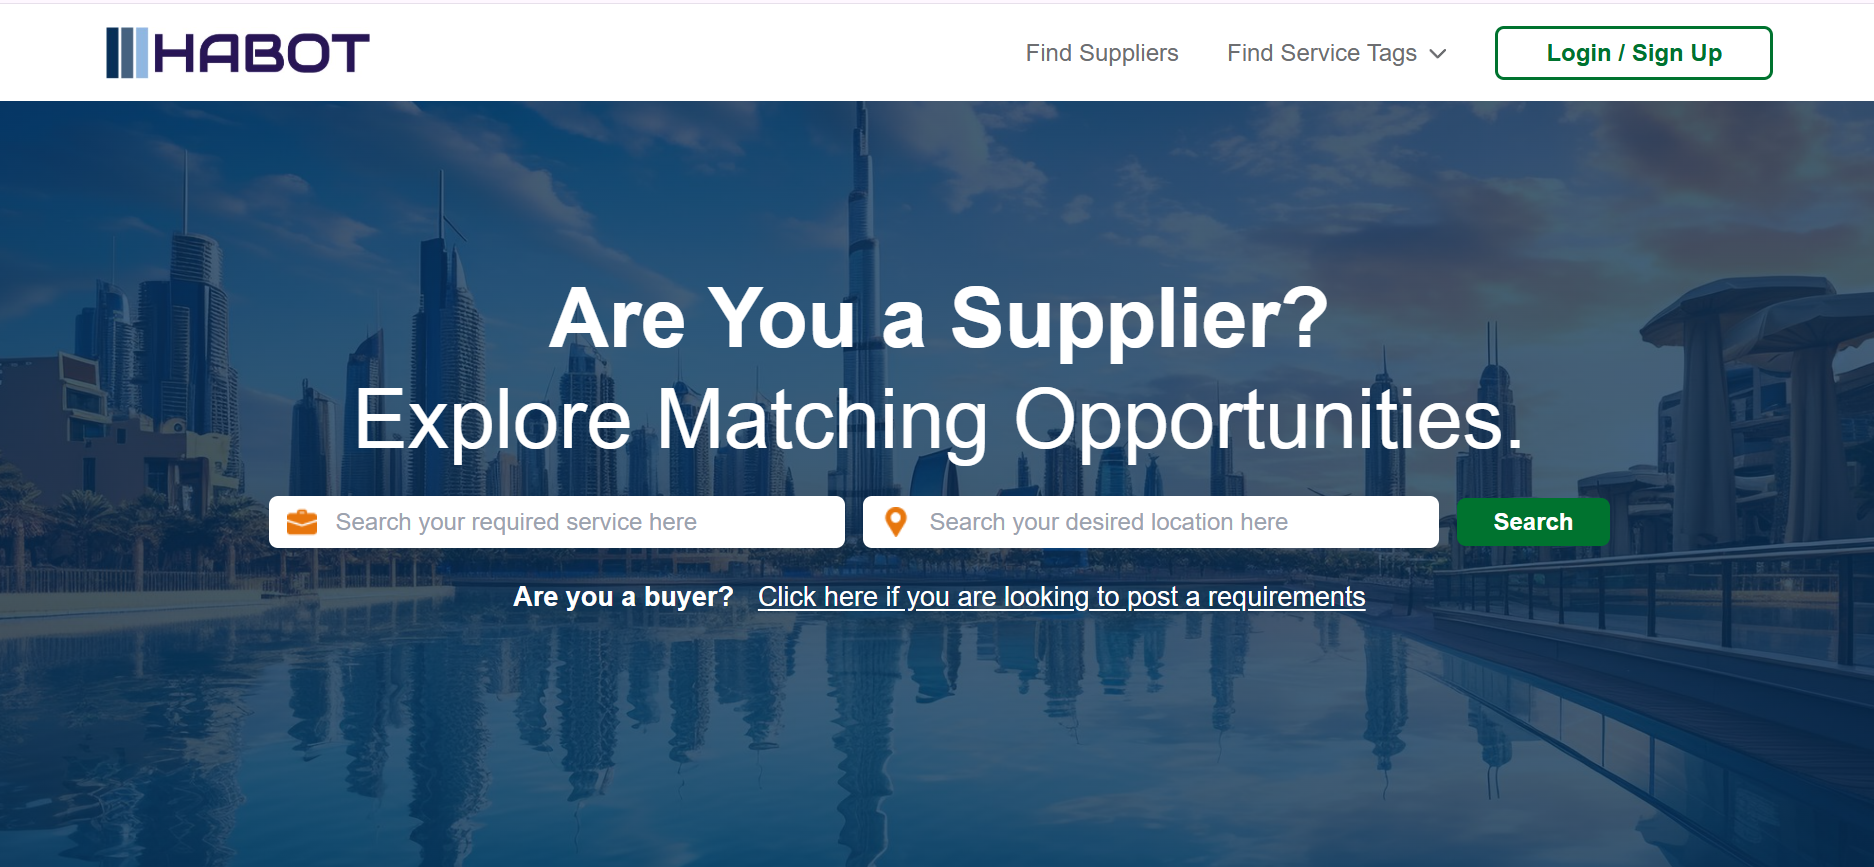 HABOT
Find Suppliers
Find Service Tags
Login / Sign Up
Are You a Supplier?
Explore Matching Opportunities.
Search your required service here
Search your desired location here
Search
Are you a buyer? Click here if you are looking to post a requirements